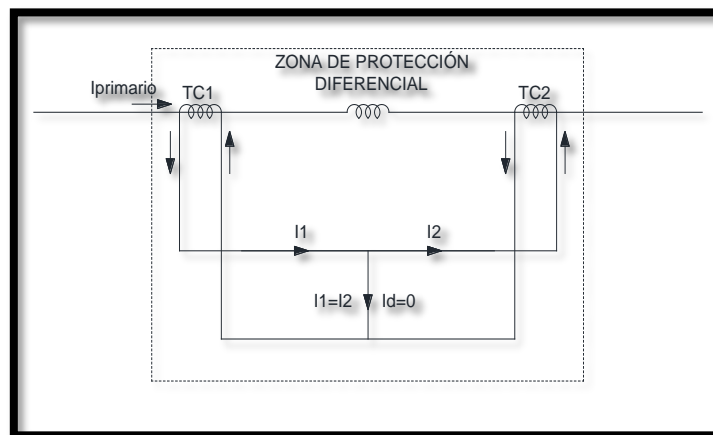 ZONA DE PROTECCIÓN
DIFERENCIAL
Iprimario
TC1
TC2
I1
I2
I1=I2
Id=0